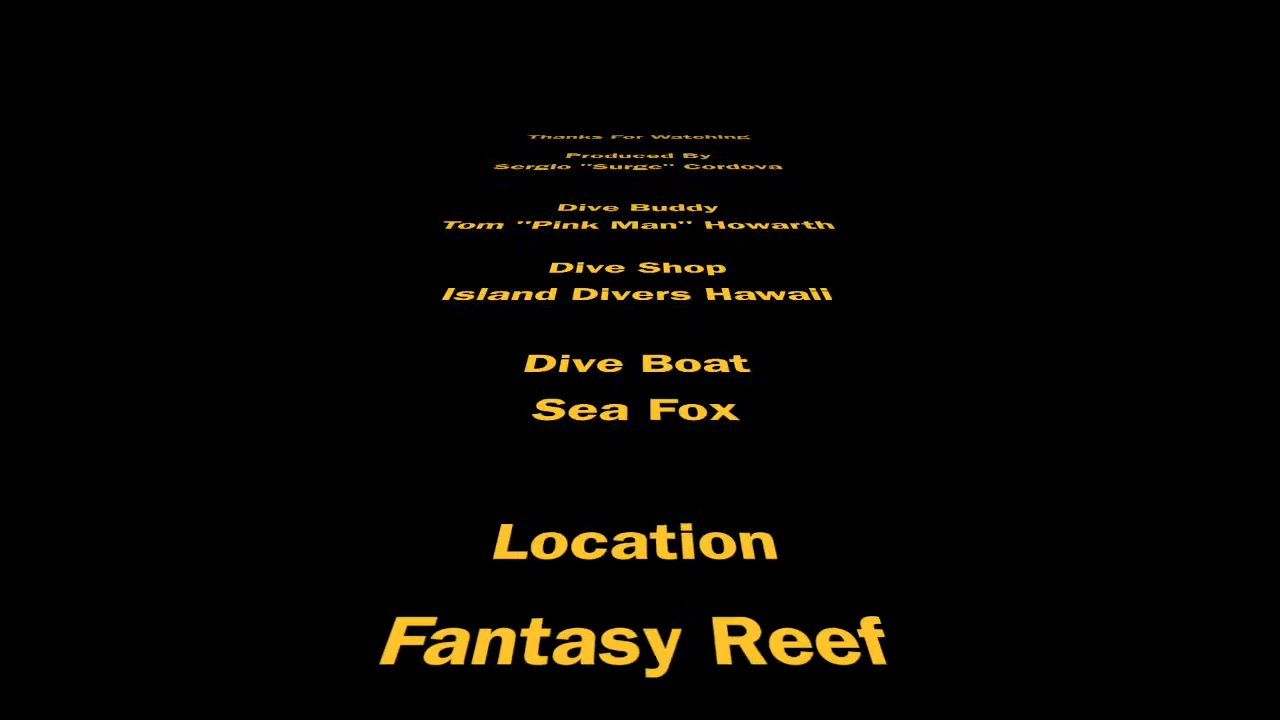 Thanks For Watching
Produced By
Sergio "Surge" Cordova
Dive Buddy
Tom "Pink Man" Howarth
Dive Shop
Island Divers Hawaii
Dive Boat
Sea Fox
Location
Fantasy Reef